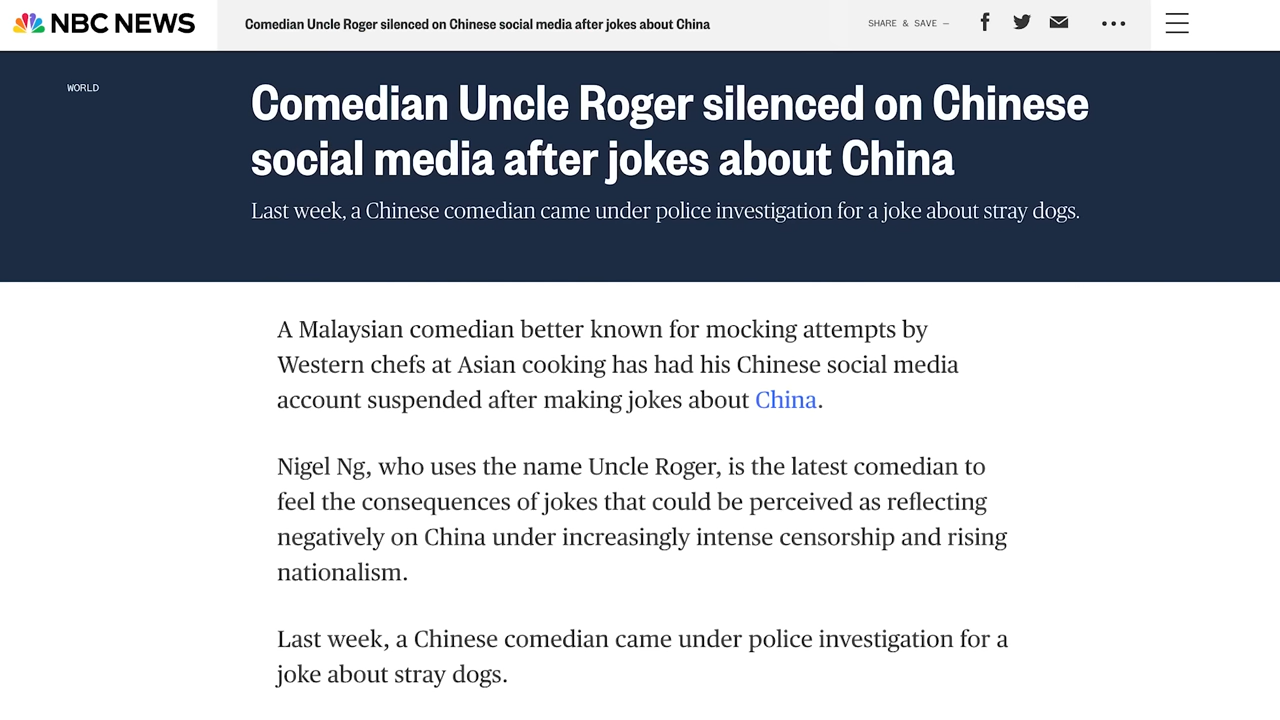 NBC NEWS
Comedian Uncle Roger silenced on Chinese social media after jokes about China
SHARE & SAVE —
WORLD
Comedian Uncle Roger silenced on Chinese
social media after jokes about China
Last week, a Chinese comedian came under police investigation for a joke about stray dogs.
A Malaysian comedian better known for mocking attempts by
Western chefs at Asian cooking has had his Chinese social media
account suspended after making jokes about China.
Nigel Ng, who uses the name Uncle Roger, is the latest comedian to
feel the consequences of jokes that could be perceived as reflecting
negatively on China under increasingly intense censorship and rising
nationalism.
Last week, a Chinese comedian came under police investigation for a
joke about stray dogs.